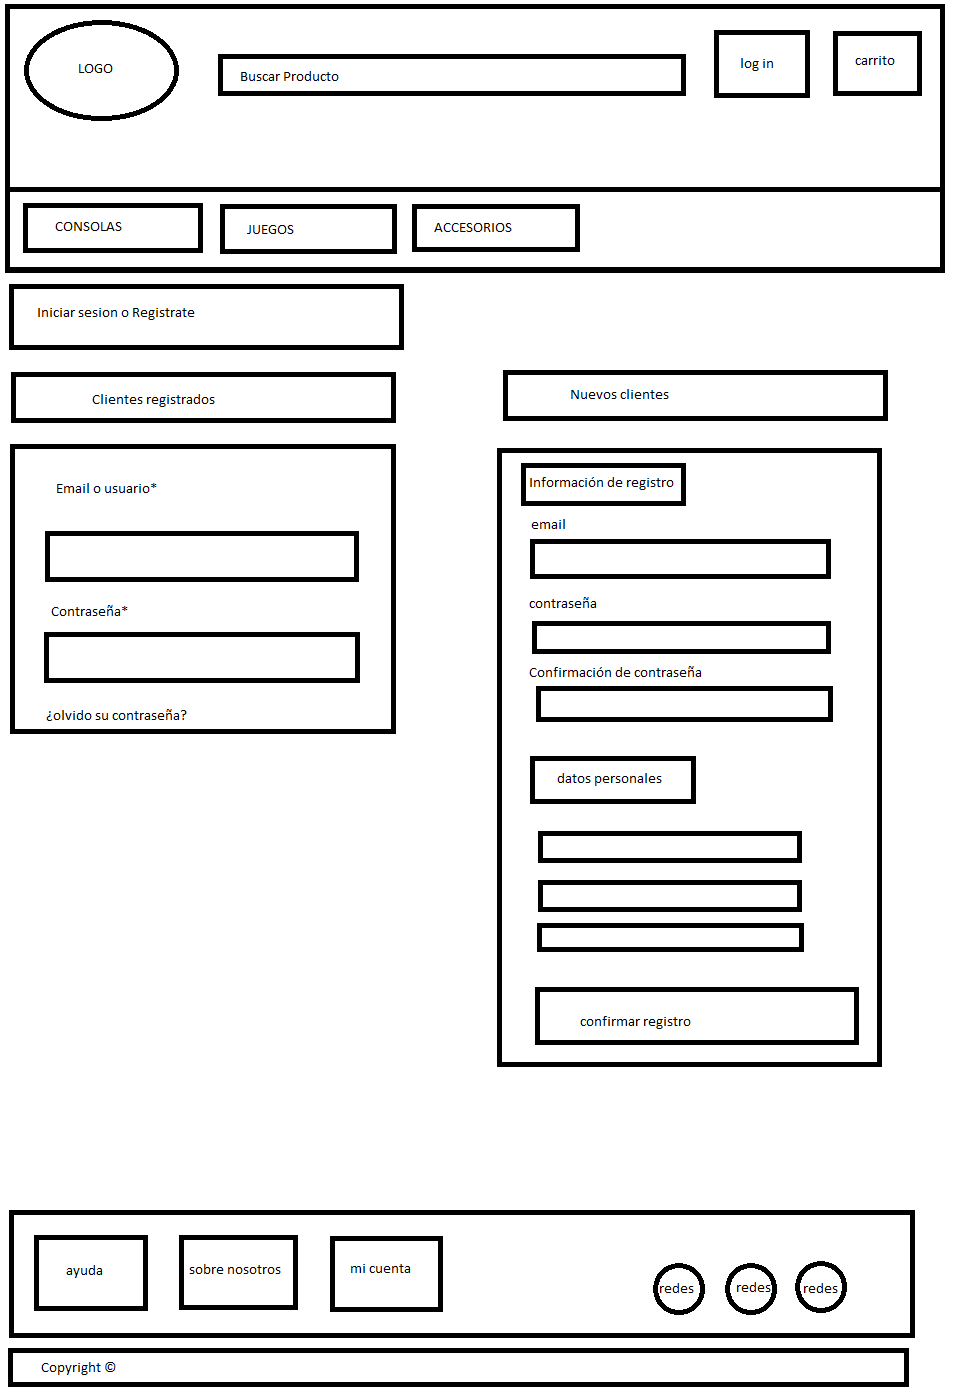 LOGO
Buscar Producto
log in
carrito
CONSOLAS
JUEGOS
ACCESORIOS
Iniciar sesion o Registrate
Clientes registrados
Email o usuario*
Contraseña*
¿olvido su contraseña?
Nuevos clientes
Información de registro
email
contraseña
Confirmación de contraseña
datos personales
confirmar registro
ayuda
sobre nosotros
mi cuenta
redes
redes
redes
Copyright ©